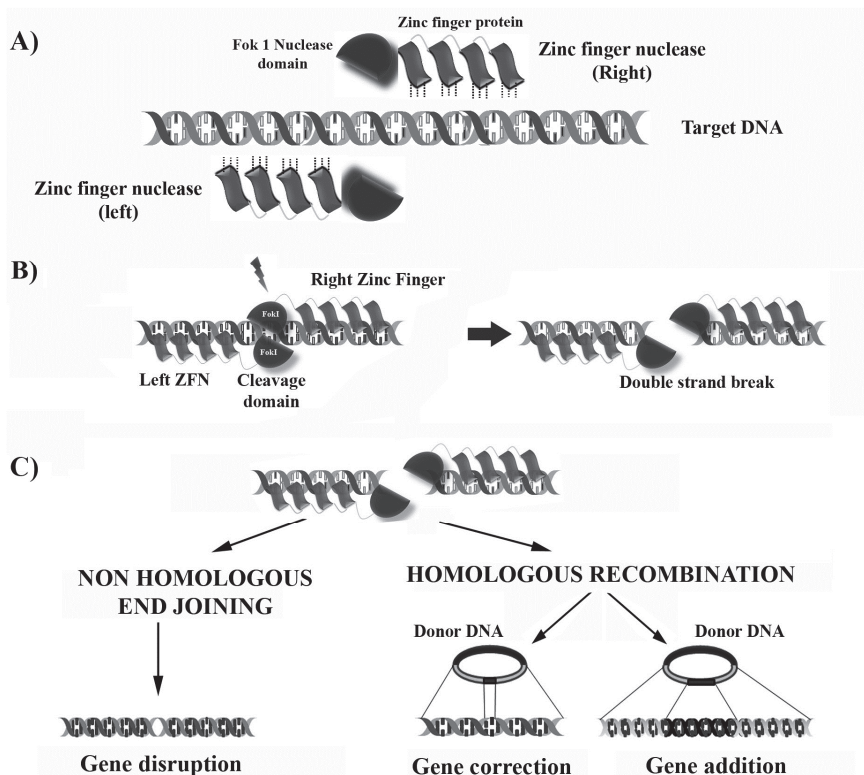 A)
Zinc finger protein
Fok 1 Nuclease
domain
Zinc finger nuclease
(Right)
Target DNA
Zinc finger nuclease
(left)
B)
Right Zinc Finger
FokI
FokI
Left ZFN
Cleavage
domain
Double strand break
C)
NON HOMOLOGOUS
END JOINING
HOMOLOGOUS RECOMBINATION
Donor DNA
Donor DNA
Gene disruption
Gene correction
Gene addition